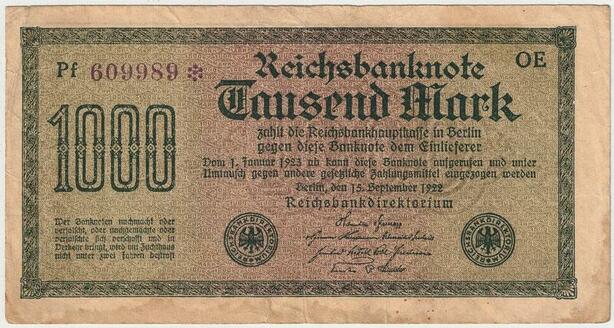 Pf 609989 *
OE
Reichsbanknote
Tausend Mark
1000
zahlt die Reichsbankhauptkasse in Berlin
gegen diese Banknote dem Einlieferer
Vom 1. Januar 1923 ab kann diese Banknote aufgerufen und unter
Umtausch gegen andere gesetzliche Zahlungsmittel eingezogen werden
Berlin, den 15. September 1922
Reichsbankdirektorium
Wer Banknoten nachmacht oder
verfälscht, oder nachgemachte oder
verfälschte sich verschafft und in
Verkehr bringt, wird mit Zuchthaus
nicht unter zwei Jahren bestraft
REICHSBANKDIREKTORIUM
REICHSBANKDIREKTORIUM